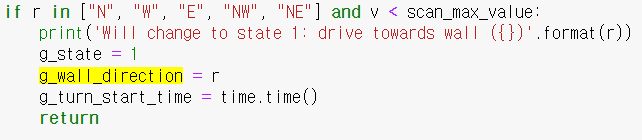 if r in ["N", "W", "E", "NW", "NE"] and v < scan_max_value:
    print('Will change to state 1: drive towards wall ({})'.format(r))
    g_state = 1
    g_wall_direction = r
    g_turn_start_time = time.time()
    return